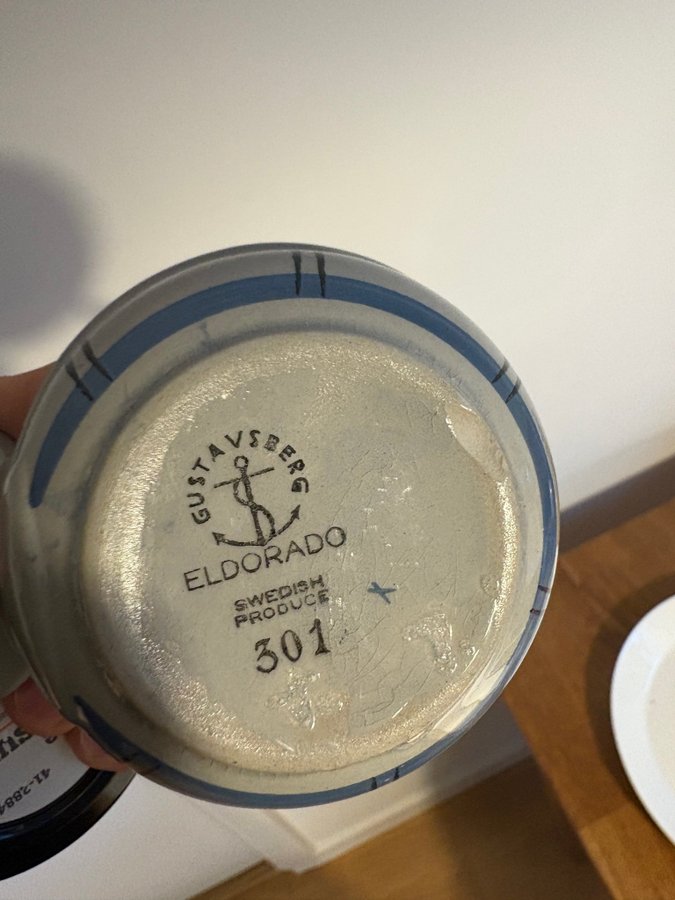 GUSTAVSBERG
ELDORADO
SWEDISH
PRODUCE
301